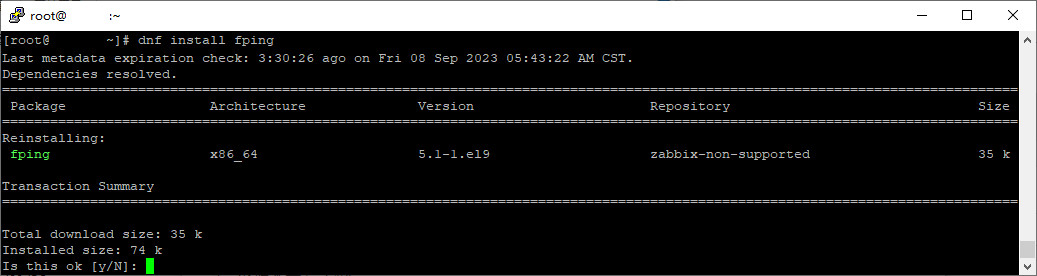 root@ :~
[root@ ~]# dnf install fping
Last metadata expiration check: 3:30:26 ago on Fri 08 Sep 2023 05:43:22 AM CST.
Dependencies resolved.
================================================================================
Package Architecture Version Repository Size
================================================================================
Reinstalling:
fping x86_64 5.1-1.el9 zabbix-non-supported 35 k
Transaction Summary
================================================================================
Total download size: 35 k
Installed size: 74 k
Is this ok [y/N]: